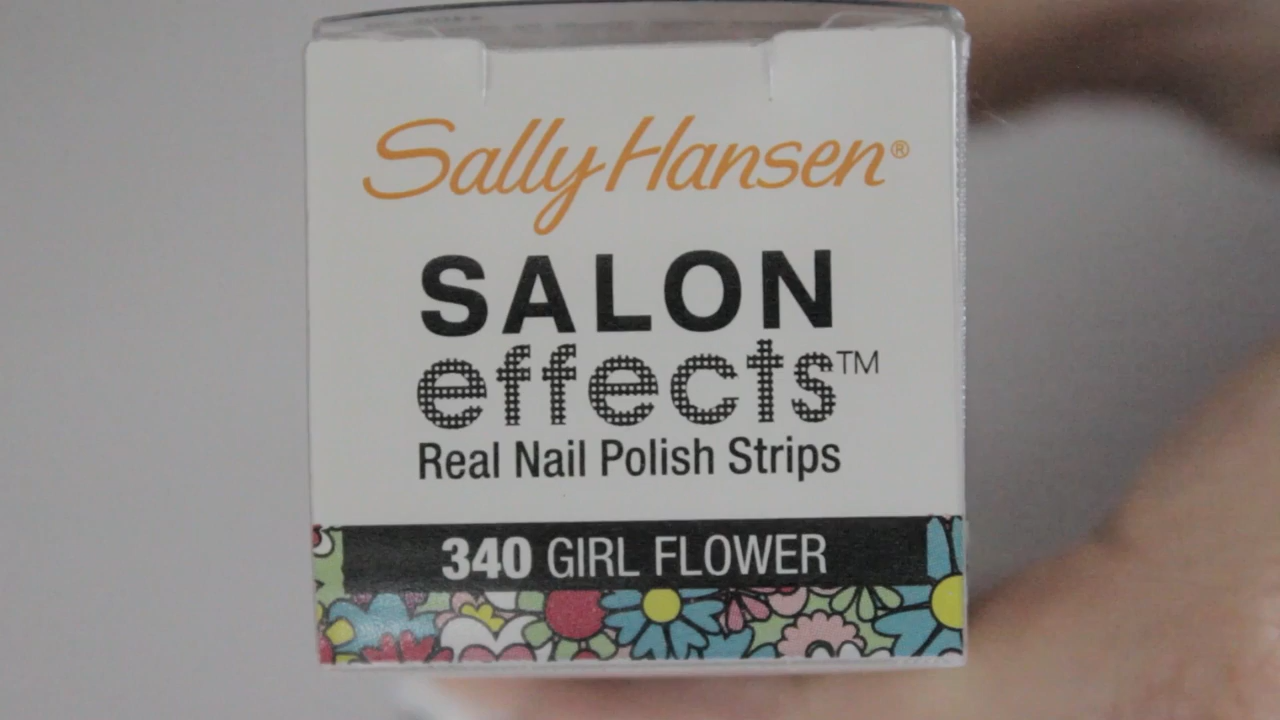 Sally Hansen®
SALON
effects™
Real Nail Polish Strips
340 GIRL FLOWER